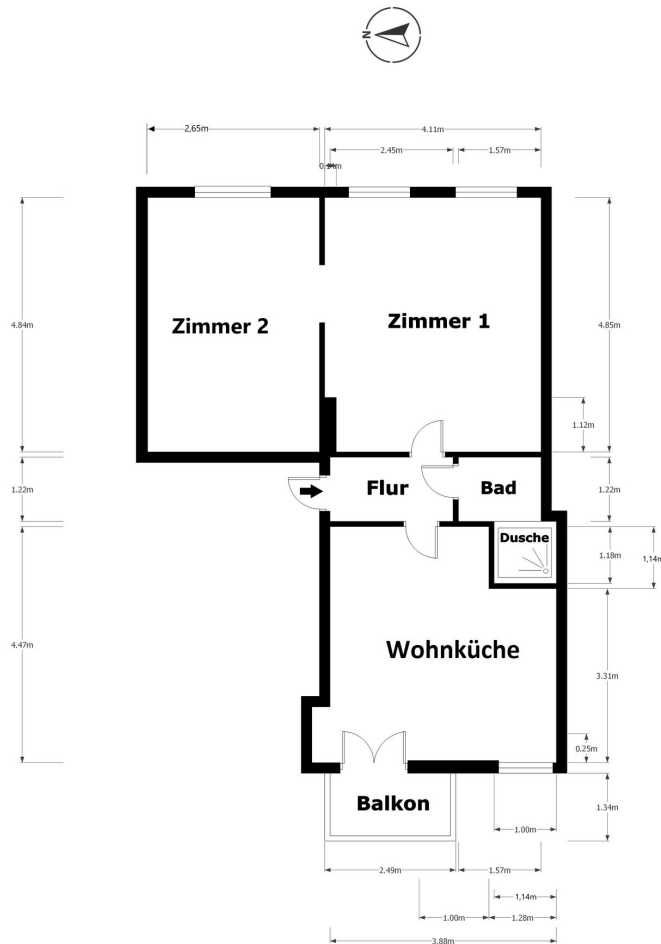 N
2,65m
4.11m
2.45m
1.57m
4.84m
Zimmer 2
Zimmer 1
4.85m
1.12m
1.22m
Flur
Bad
1.22m
Dusche
1.18m
1,14m
4.47m
Wohnküche
3.31m
0.25m
Balkon
1.34m
1.00m
2.49m
1.57m
1,14m
1.00m
1.28m
3.88m